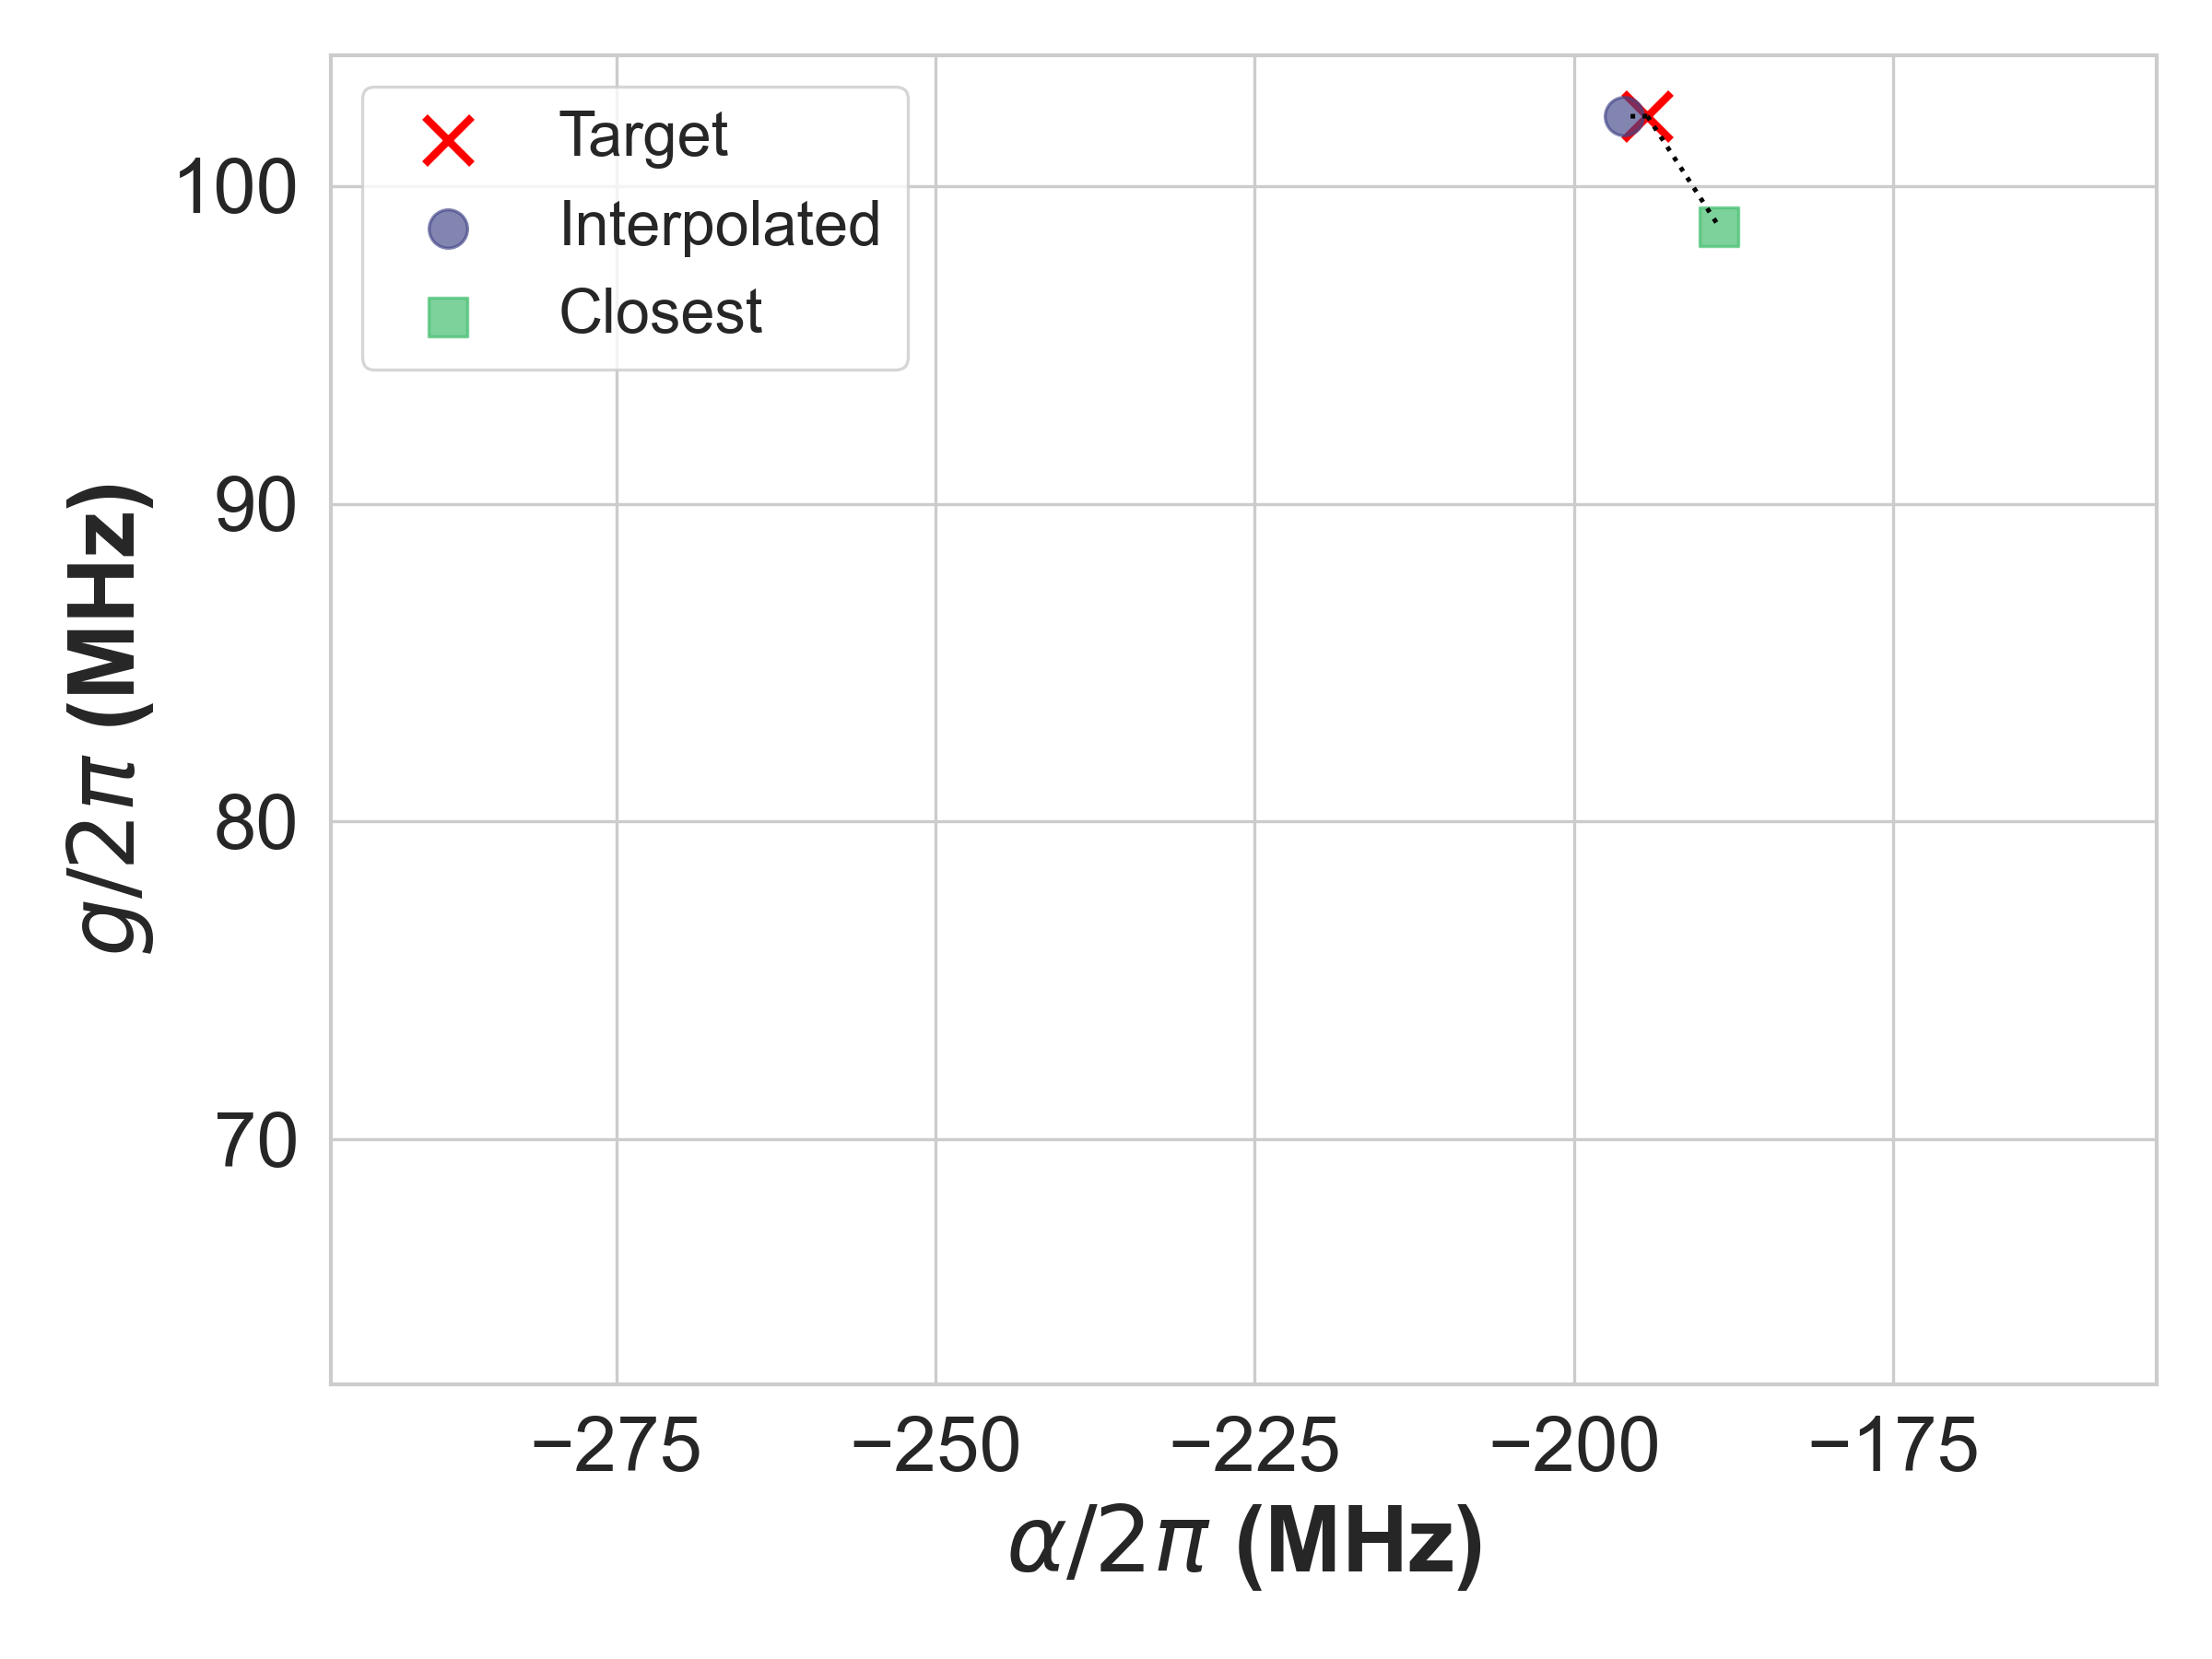 Target
Interpolated
Closest
100
90
80
70
g/2π (MHz)
−275 −250 −225 −200 −175
α/2π (MHz)